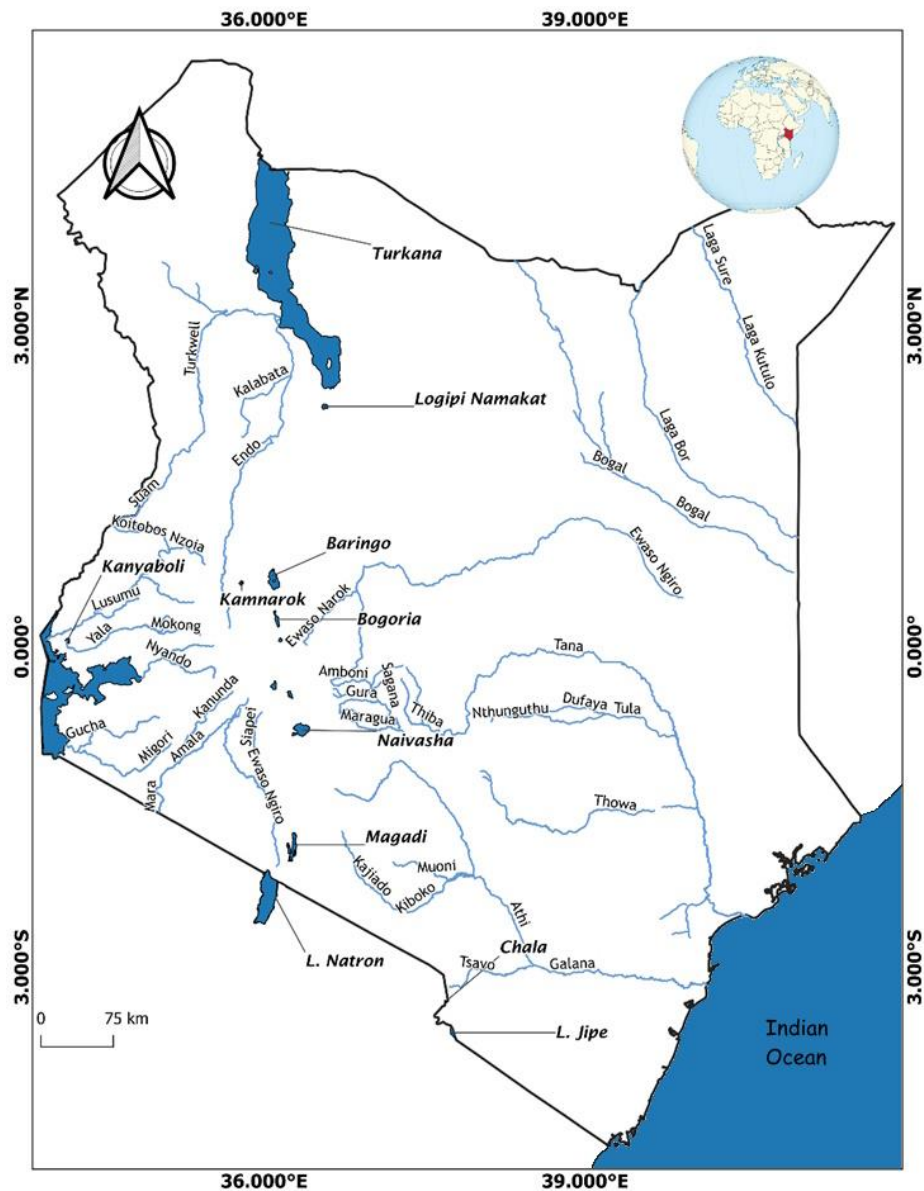 36.000°E
39.000°E
3.000°N
3.000°N
0.0000°
0.0000°
3.000°S
3.000°S
Turkana
Laga Sure
Laga Kutulo
Turkwell
Kalabata
Logipi Namakat
Laga Bor
Endo
Bogal
Bogal
Suam
Koitobos Nzoia
Ewaso Ngiro
Baringo
Kanyaboli
Kamnarok
Lusumu
Ewaso Narok
Bogoria
Yala
Mokong
Nyando
Tana
Amboni
Sagana
Gura
Kanunda
Thiba
Nthunguthu
Dufaya Tula
Maragua
Siapei
Gucha
Naivasha
Migori
Amala
Mara
Ewaso Ngiro
Thowa
Magadi
Muoni
Kajiado
Kiboko
Athi
Chala
L. Natron
Tsavo
Galana
0
75 km
L. Jipe
Indian
Ocean
36.000°E
39.000°E